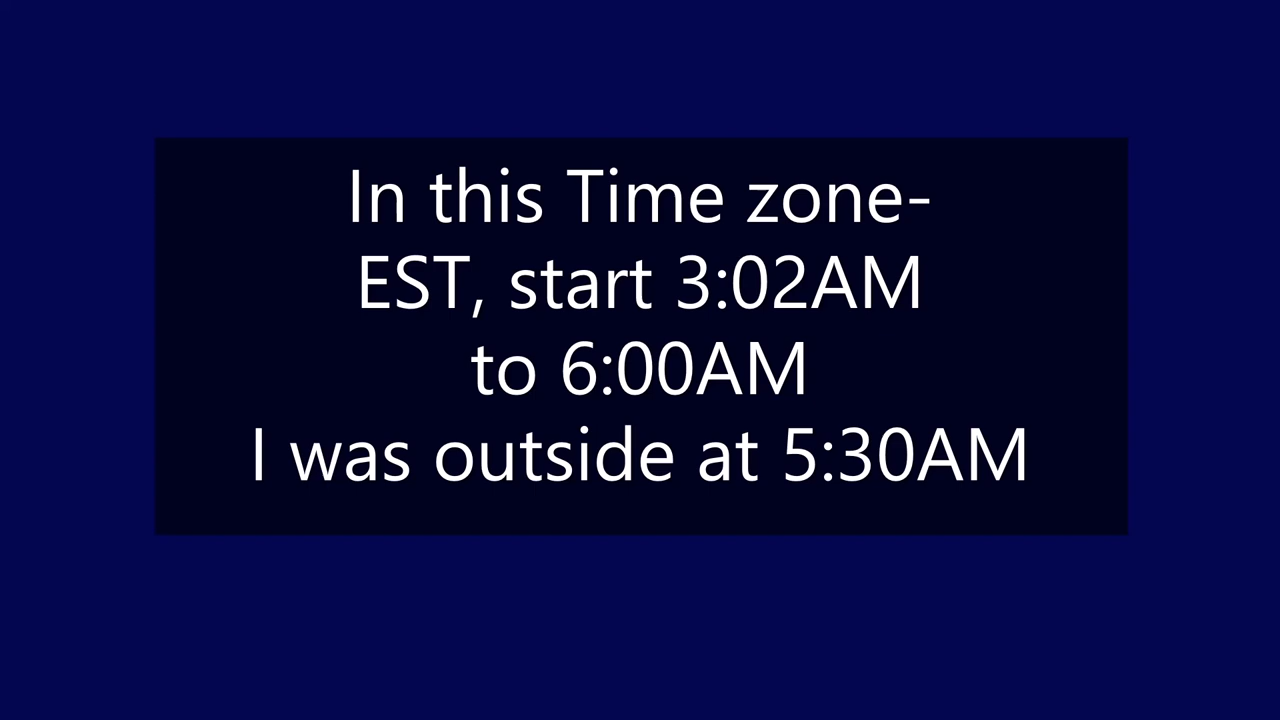 In this Time zone-
EST, start 3:02AM
to 6:00AM
I was outside at 5:30AM